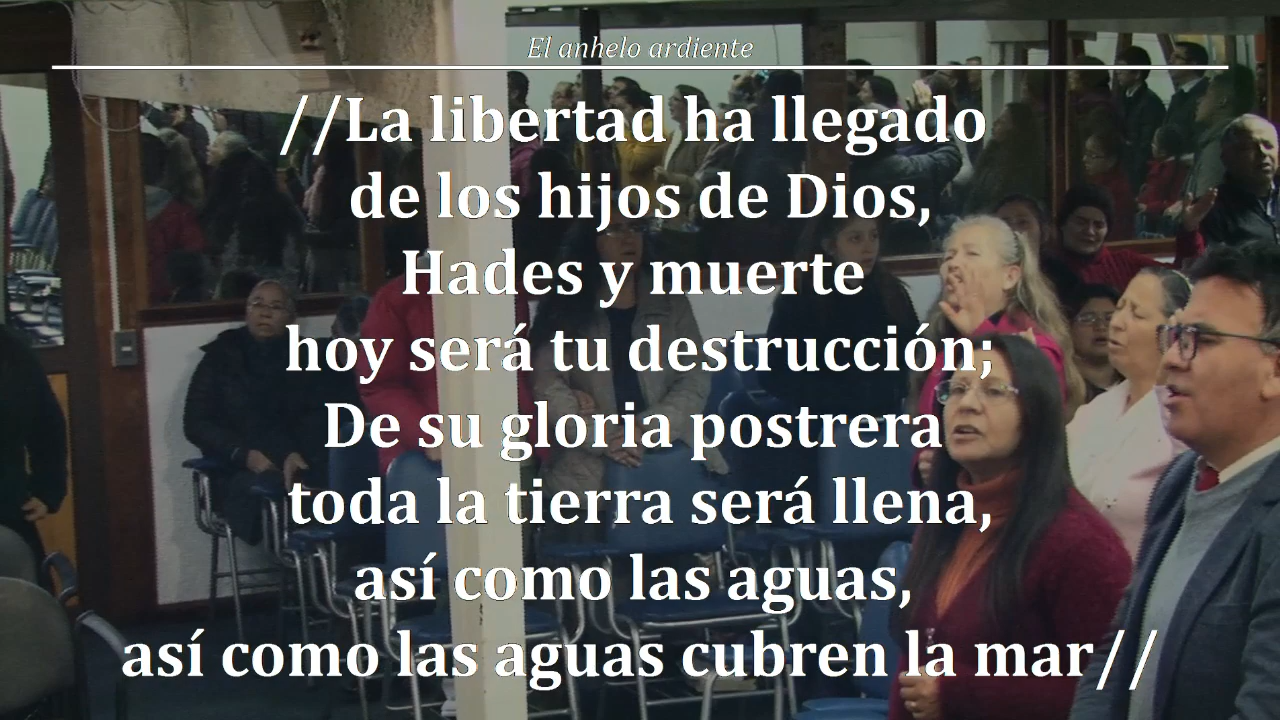 El anhelo ardiente
//La libertad ha llegado
de los hijos de Dios,
Hades y muerte
hoy será tu destrucción;
De su gloria postrera
toda la tierra será llena,
así como las aguas,
así como las aguas cubren la mar//